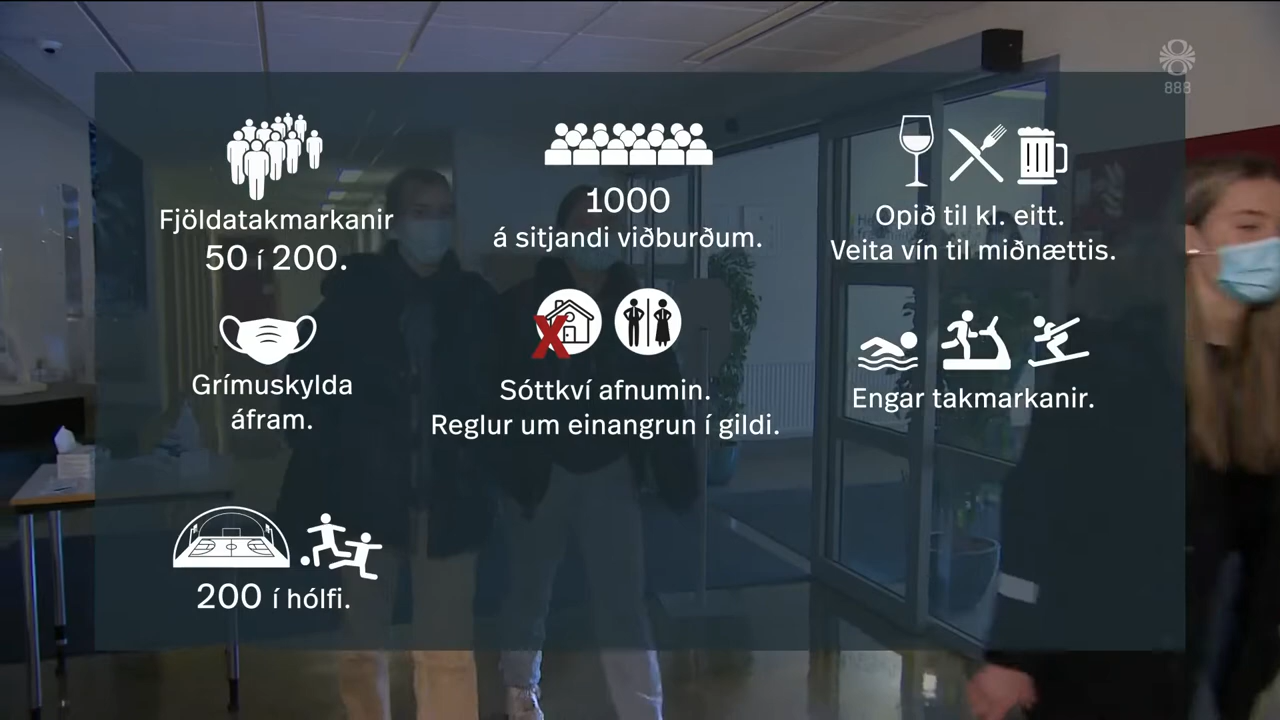 888
Fjöldatakmarkanir
50 í 200.
1000
á sitjandi viðburðum.
Opið til kl. eitt.
Veita vín til miðnættis.
Grímuskylda
áfram.
X
Sóttkví afnumin.
Reglur um einangrun í gildi.
Engar takmarkanir.
200 í hólfi.